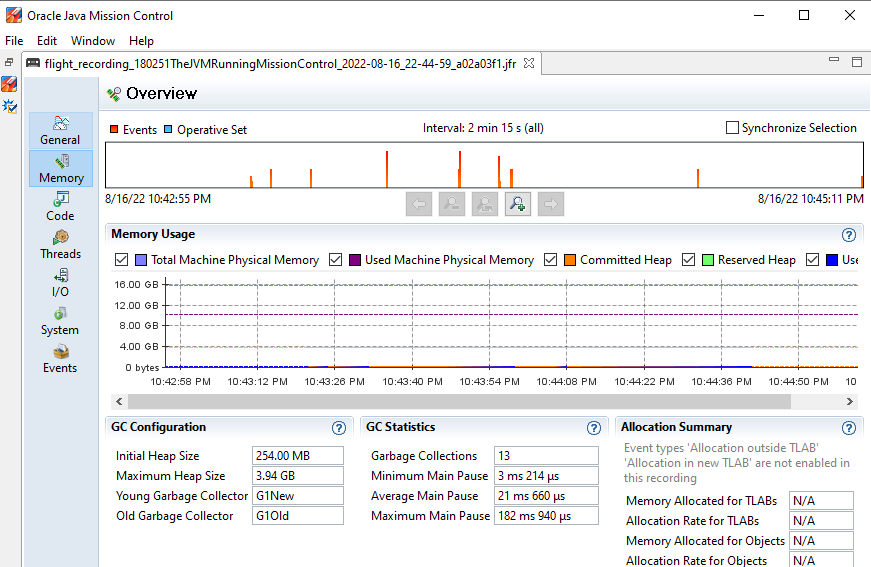 Oracle Java Mission Control
File Edit Window Help
flight_recording_180251TheJVMRunningMissionControl_2022-08-16_22-44-59_a02a03f1.jfr
Overview
Events Operative Set Interval: 2 min 15 s (all) Synchronize Selection
8/16/22 10:42:55 PM 8/16/22 10:45:11 PM
General
Memory
Code
Threads
I/O
System
Events
Memory Usage
Total Machine Physical Memory Used Machine Physical Memory Committed Heap Reserved Heap Use
16.00 GB
12.00 GB
8.00 GB
4.00 GB
0 bytes
10:42:58 PM 10:43:12 PM 10:43:26 PM 10:43:40 PM 10:43:54 PM 10:44:08 PM 10:44:22 PM 10:44:36 PM 10:44:50 PM 10
GC Configuration
Initial Heap Size 254.00 MB
Maximum Heap Size 3.94 GB
Young Garbage Collector G1New
Old Garbage Collector G1Old
GC Statistics
Garbage Collections 13
Minimum Main Pause 3 ms 214 µs
Average Main Pause 21 ms 660 µs
Maximum Main Pause 182 ms 940 µs
Allocation Summary
Event types 'Allocation outside TLAB'
'Allocation in new TLAB' are not enabled in
this recording
Memory Allocated for TLABs N/A
Allocation Rate for TLABs N/A
Memory Allocated for Objects N/A
Allocation Rate for Objects N/A